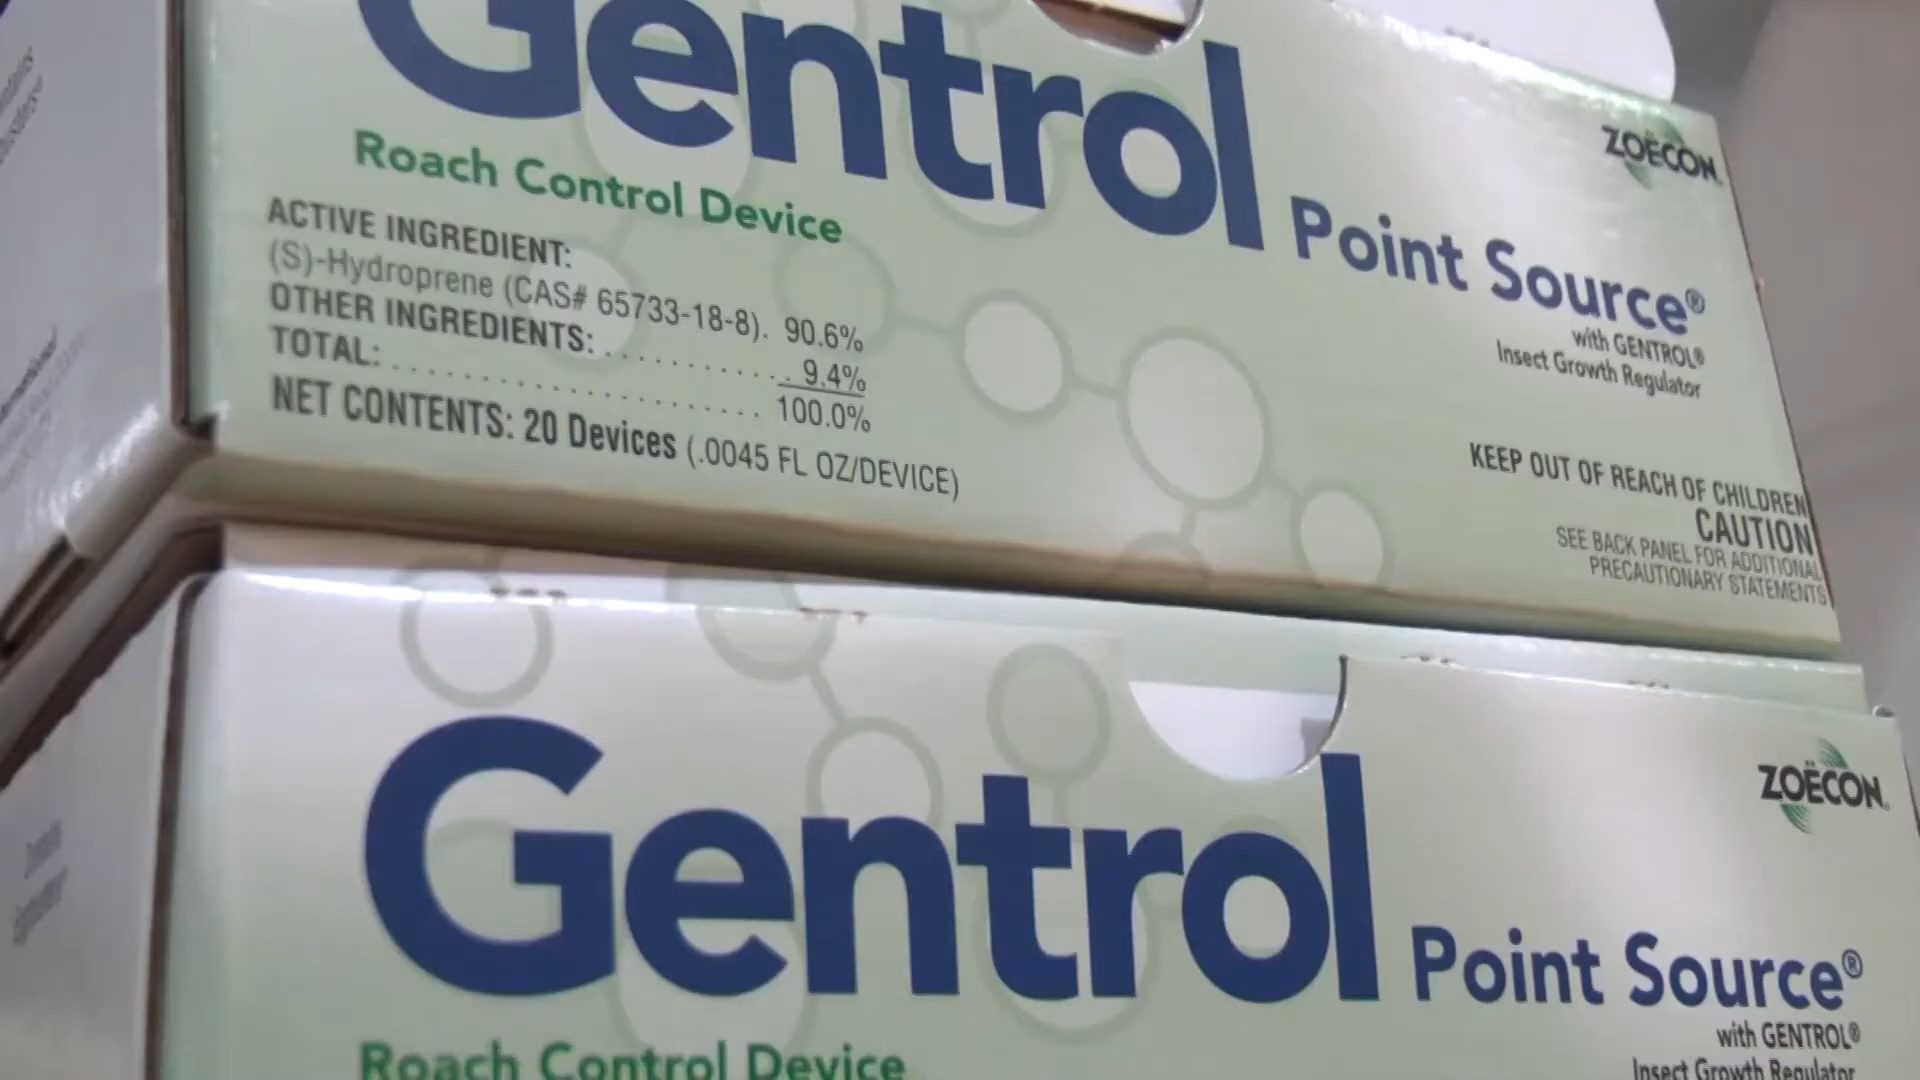 Gentrol
ZOËCON
Roach Control Device
Point Source®
with GENTROL®
Insect Growth Regulator
ACTIVE INGREDIENT:
(S)-Hydroprene (CAS# 65733-18-8). 90.6%
OTHER INGREDIENTS: . . . . . . . . . . . 9.4%
TOTAL: . . . . . . . . . . . . . . . . . . . . . . . 100.0%
NET CONTENTS: 20 Devices (.0045 FL OZ/DEVICE)
KEEP OUT OF REACH OF CHILDREN
CAUTION
SEE BACK PANEL FOR ADDITIONAL
PRECAUTIONARY STATEMENTS
ZOËCON
Gentrol Point Source®
with GENTROL®
Roach Control Device
Insect Growth Regulator